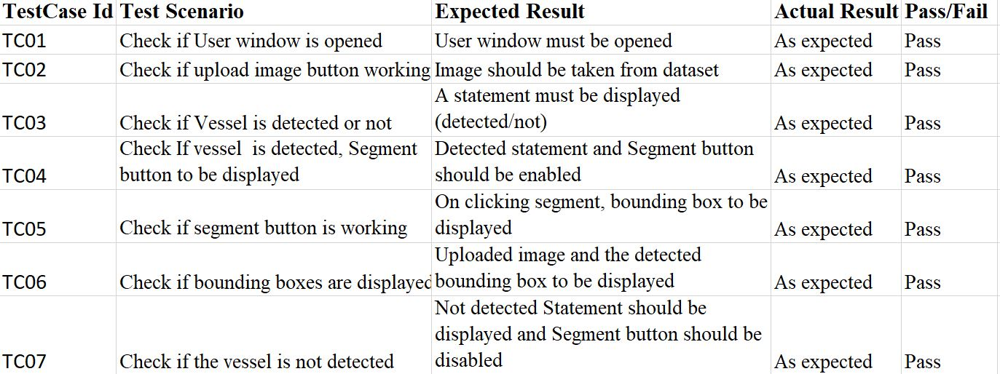 TestCase Id Test Scenario Expected Result Actual Result Pass/Fail
TC01 Check if User window is opened User window must be opened As expected Pass
TC02 Check if upload image button working Image should be taken from dataset As expected Pass
A statement must be displayed
TC03 Check if Vessel is detected or not (detected/not) As expected Pass
Check If vessel  is detected, Segment Detected statement and Segment button
TC04 button to be displayed should be enabled As expected Pass
On clicking segment, bounding box to be
TC05 Check if segment button is working displayed As expected Pass
Uploaded image and the detected
TC06 Check if bounding boxes are displayed bounding box to be displayed As expected Pass
Not detected Statement should be
displayed and Segment button should be
TC07 Check if the vessel is not detected disabled As expected Pass